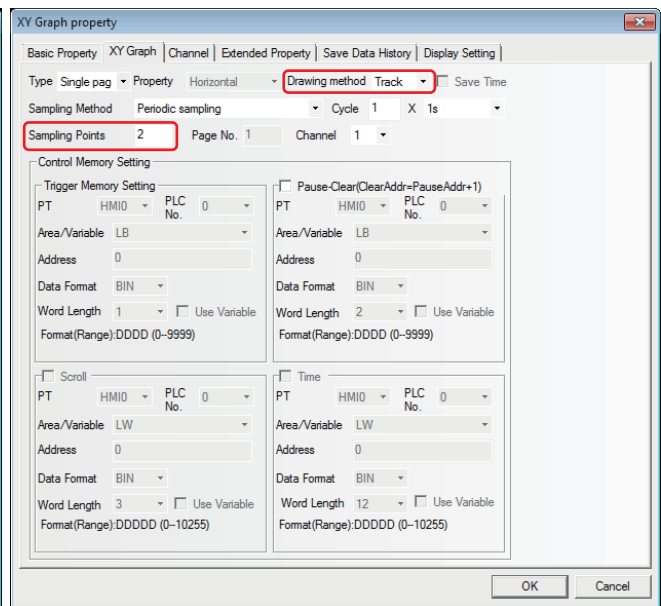 XY Graph property
Basic Property XY Graph Channel Extended Property Save Data History Display Setting
Type Single pag Property Horizontal Drawing method Track Save Time
Sampling Method Periodic sampling Cycle 1 X 1s
Sampling Points 2 Page No. 1 Channel 1
Control Memory Setting
Trigger Memory Setting
PT HMI0 PLC No. 0
Area/Variable LB
Address 0
Data Format BIN
Word Length 1 Use Variable
Format(Range):DDDD (0--9999)
Pause-Clear(ClearAddr=PauseAddr+1)
PT HMI0 PLC No. 0
Area/Variable LB
Address 0
Data Format BIN
Word Length 2 Use Variable
Format(Range):DDDD (0--9999)
Scroll
PT HMI0 PLC No. 0
Area/Variable LW
Address 0
Data Format BIN
Word Length 3 Use Variable
Format(Range):DDDDD (0--10255)
Time
PT HMI0 PLC No. 0
Area/Variable LW
Address 0
Data Format BIN
Word Length 12 Use Variable
Format(Range):DDDDD (0--10255)
OK Cancel